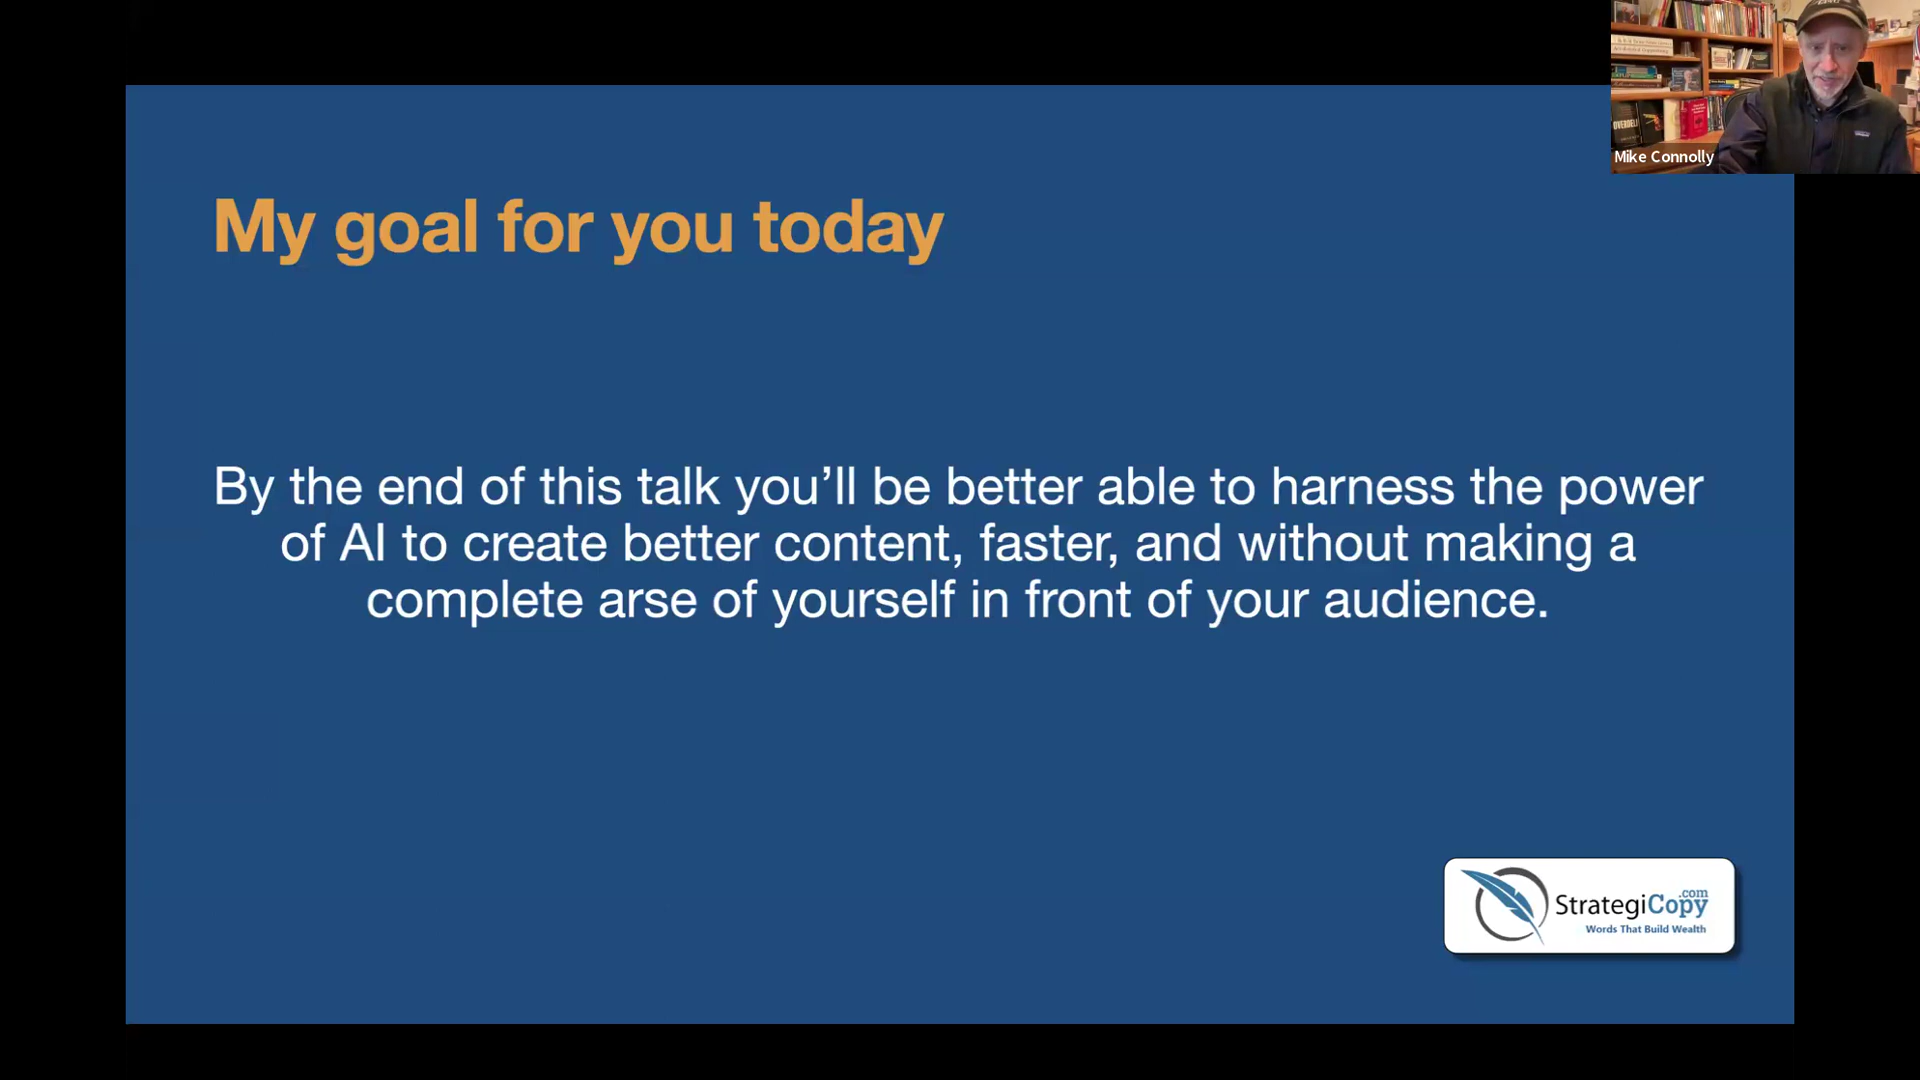 My goal for you today
By the end of this talk you’ll be better able to harness the power
of AI to create better content, faster, and without making a
complete arse of yourself in front of your audience.
Mike Connolly
StrategiCopy
.com
Words That Build Wealth